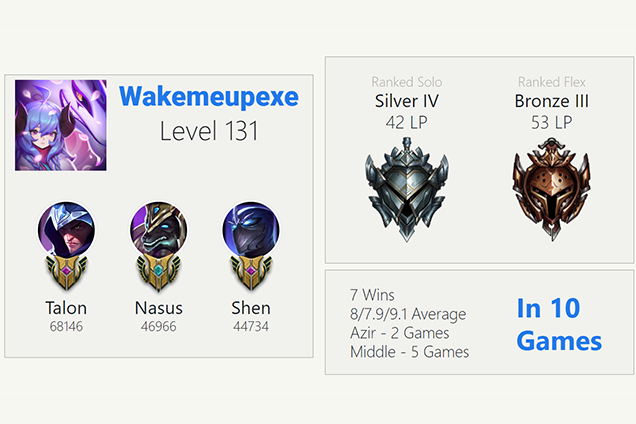 Wakemeupexe
Level 131
Talon
68146
Nasus
46966
Shen
44734
Ranked Solo
Silver IV
42 LP
Ranked Flex
Bronze III
53 LP
7 Wins
8/7.9/9.1 Average
Azir - 2 Games
Middle - 5 Games
In 10
Games